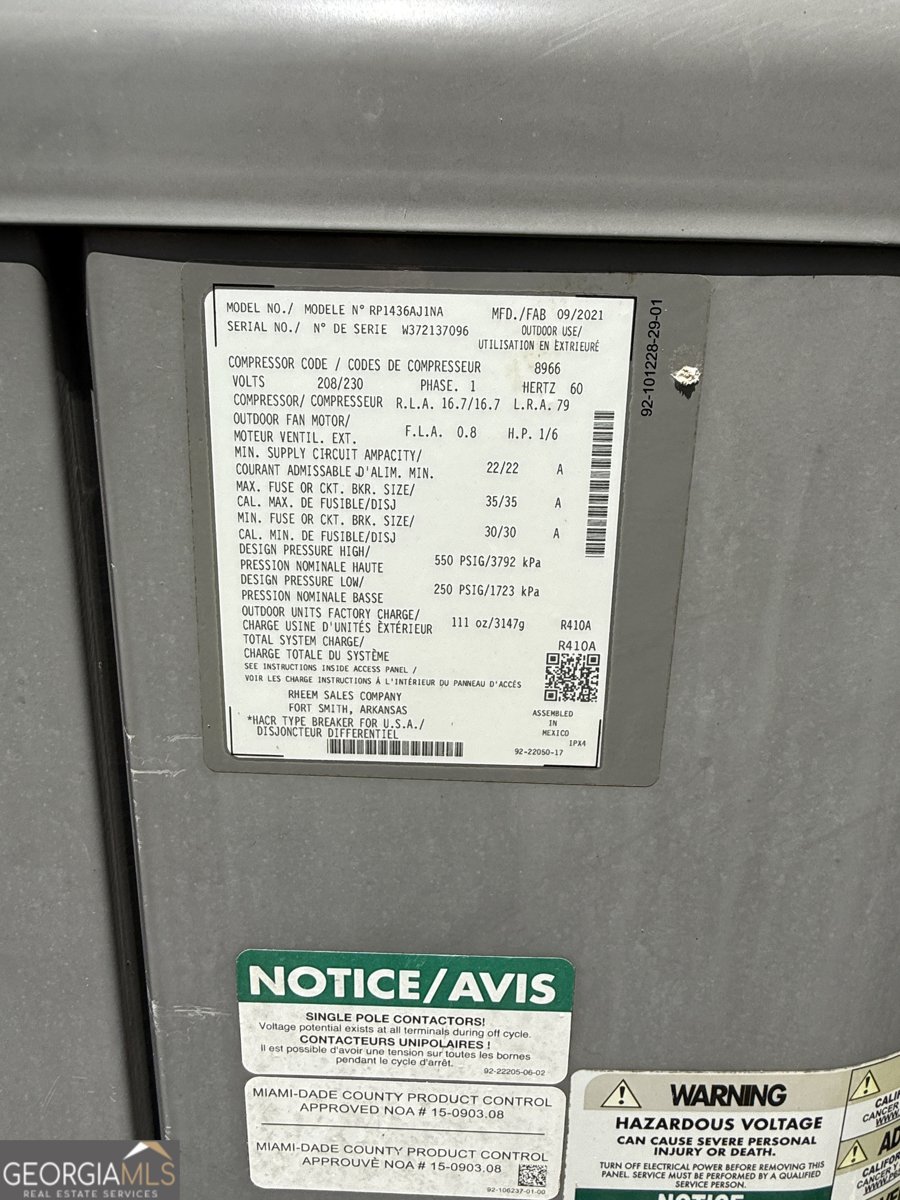 MODEL NO./ MODELE N° RP1436AJ1NA MFD./FAB 09/2021
SERIAL NO./ N° DE SERIE W372137096 OUTDOOR USE/
UTILISATION EN ÈXTRIEURÉ
COMPRESSOR CODE / CODES DE COMPRESSEUR 8966
VOLTS 208/230 PHASE. 1 HERTZ 60
COMPRESSOR/ COMPRESSEUR R.L.A. 16.7/16.7 L.R.A. 79
OUTDOOR FAN MOTOR/
MOTEUR VENTIL. EXT. F.L.A. 0.8 H.P. 1/6
MIN. SUPPLY CIRCUIT AMPACITY/
COURANT ADMISSABLE D'ALIM. MIN. 22/22 A
MAX. FUSE OR CKT. BKR. SIZE/
CAL. MAX. DE FUSIBLE/DISJ 35/35 A
MIN. FUSE OR CKT. BRK. SIZE/
CAL. MIN. DE FUSIBLE/DISJ 30/30 A
DESIGN PRESSURE HIGH/
PRESSION NOMINALE HAUTE 550 PSIG/3792 kPa
DESIGN PRESSURE LOW/
PRESSION NOMINALE BASSE 250 PSIG/1723 kPa
OUTDOOR UNITS FACTORY CHARGE/
CHARGE USINE D'UNITÉS ÈXTÉRIEUR 111 oz/3147g R410A
TOTAL SYSTEM CHARGE/ R410A
CHARGE TOTALE DU SYSTÈME
SEE INSTRUCTIONS INSIDE ACCESS PANEL /
VOIR LES CHARGE INSTRUCTIONS À L'INTÉRIEUR DU PANNEAU D'ACCÈS
RHEEM SALES COMPANY
FORT SMITH, ARKANSAS
*HACR TYPE BREAKER FOR U.S.A./
DISJONCTEUR DIFFERENTIEL
ASSEMBLED
IN
MEXICO
1PX4
92-22050-17
92-101228-29-01
NOTICE/AVIS
SINGLE POLE CONTACTORS!
Voltage potential exists at all terminals during off cycle.
CONTACTEURS UNIPOLAIRES !
Il est possible d'avoir une tension sur toutes les bornes
pendant le cycle d'arrêt.
92-22205-06-02
MIAMI-DADE COUNTY PRODUCT CONTROL
APPROVED NOA # 15-0903.08
MIAMI-DADE COUNTY PRODUCT CONTROL
APPROUVÈ NOA # 15-0903.08
92-106237-01-00
WARNING
HAZARDOUS VOLTAGE
CAN CAUSE SEVERE PERSONAL
INJURY OR DEATH.
TURN OFF ELECTRICAL POWER BEFORE REMOVING THIS
PANEL. SERVICE MUST BE PERFORMED BY A QUALIFIED
SERVICE PERSON.
NOTICE
GEORGIAMLS
REAL ESTATE SERVICES